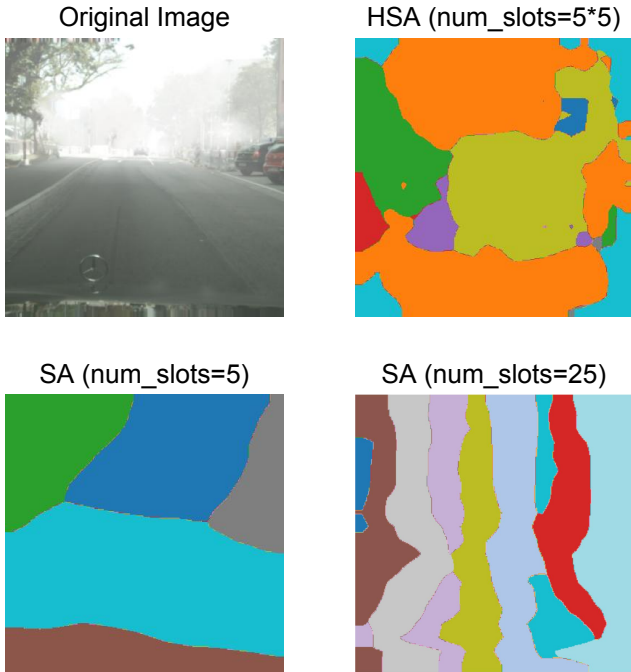 Original Image
HSA (num_slots=5*5)
SA (num_slots=5)
SA (num_slots=25)